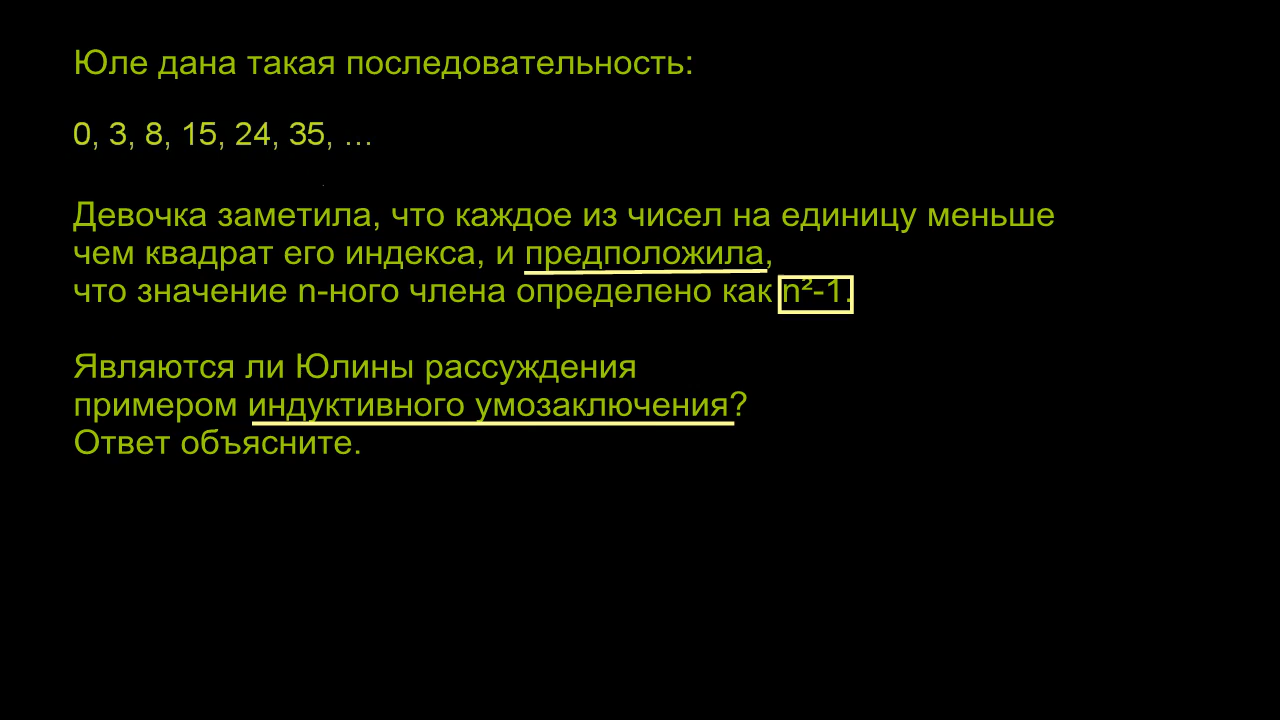 Юле дана такая последовательность:
0, 3, 8, 15, 24, 35, …
Девочка заметила, что каждое из чисел на единицу меньше
чем квадрат его индекса, и предположила,
что значение n-ного члена определено как n²-1.
Являются ли Юлины рассуждения
примером индуктивного умозаключения?
Ответ объясните.